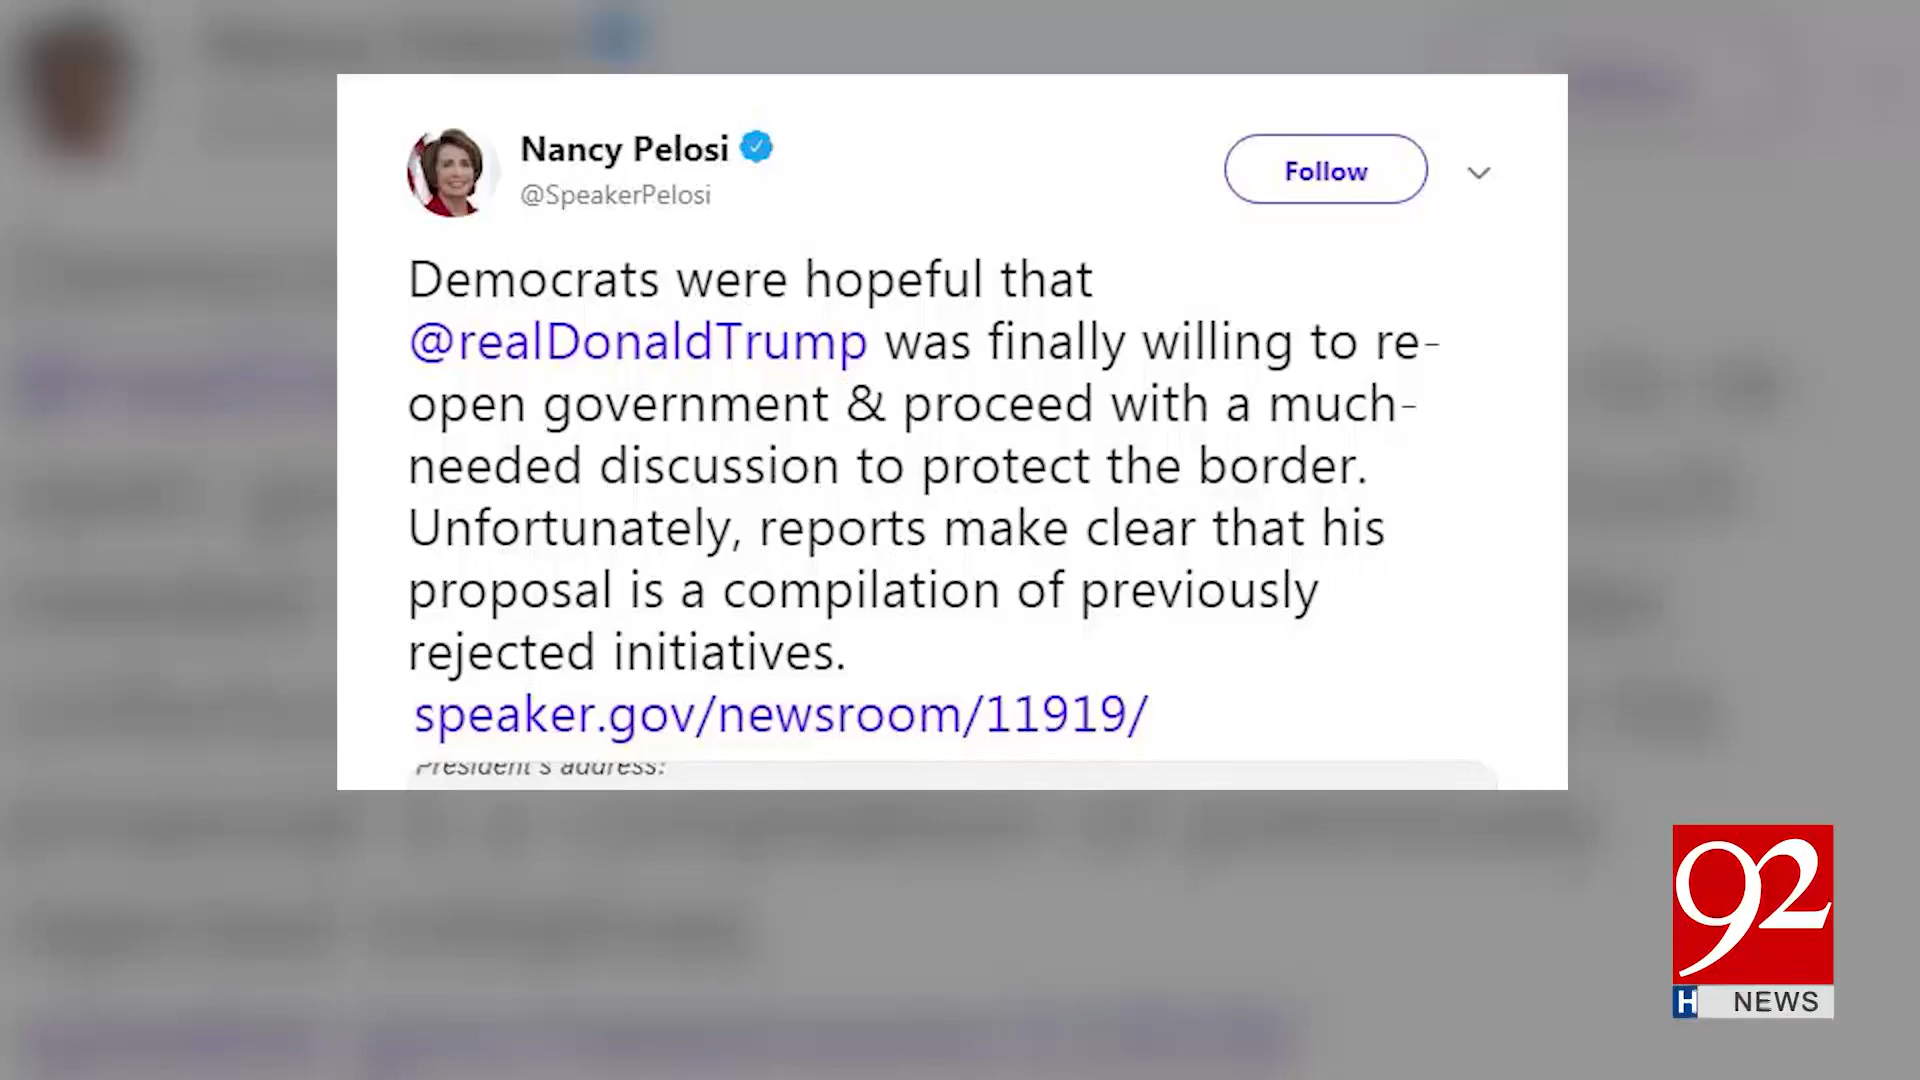 Nancy Pelosi
@SpeakerPelosi
Follow
Democrats were hopeful that
@realDonaldTrump was finally willing to re-
open government & proceed with a much-
needed discussion to protect the border.
Unfortunately, reports make clear that his
proposal is a compilation of previously
rejected initiatives.
speaker.gov/newsroom/11919/
President's address:
92
H NEWS